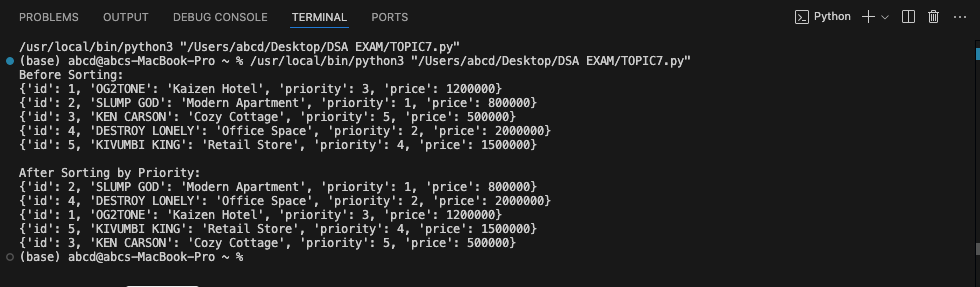 PROBLEMS OUTPUT DEBUG CONSOLE TERMINAL PORTS Python
/usr/local/bin/python3 "/Users/abcd/Desktop/DSA EXAM/TOPIC7.py"
(base) abcd@abcs-MacBook-Pro ~ % /usr/local/bin/python3 "/Users/abcd/Desktop/DSA EXAM/TOPIC7.py"
Before Sorting:
{'id': 1, 'OG2TONE': 'Kaizen Hotel', 'priority': 3, 'price': 1200000}
{'id': 2, 'SLUMP GOD': 'Modern Apartment', 'priority': 1, 'price': 800000}
{'id': 3, 'KEN CARSON': 'Cozy Cottage', 'priority': 5, 'price': 500000}
{'id': 4, 'DESTROY LONELY': 'Office Space', 'priority': 2, 'price': 2000000}
{'id': 5, 'KIVUMBI KING': 'Retail Store', 'priority': 4, 'price': 1500000}
After Sorting by Priority:
{'id': 2, 'SLUMP GOD': 'Modern Apartment', 'priority': 1, 'price': 800000}
{'id': 4, 'DESTROY LONELY': 'Office Space', 'priority': 2, 'price': 2000000}
{'id': 1, 'OG2TONE': 'Kaizen Hotel', 'priority': 3, 'price': 1200000}
{'id': 5, 'KIVUMBI KING': 'Retail Store', 'priority': 4, 'price': 1500000}
{'id': 3, 'KEN CARSON': 'Cozy Cottage', 'priority': 5, 'price': 500000}
(base) abcd@abcs-MacBook-Pro ~ %